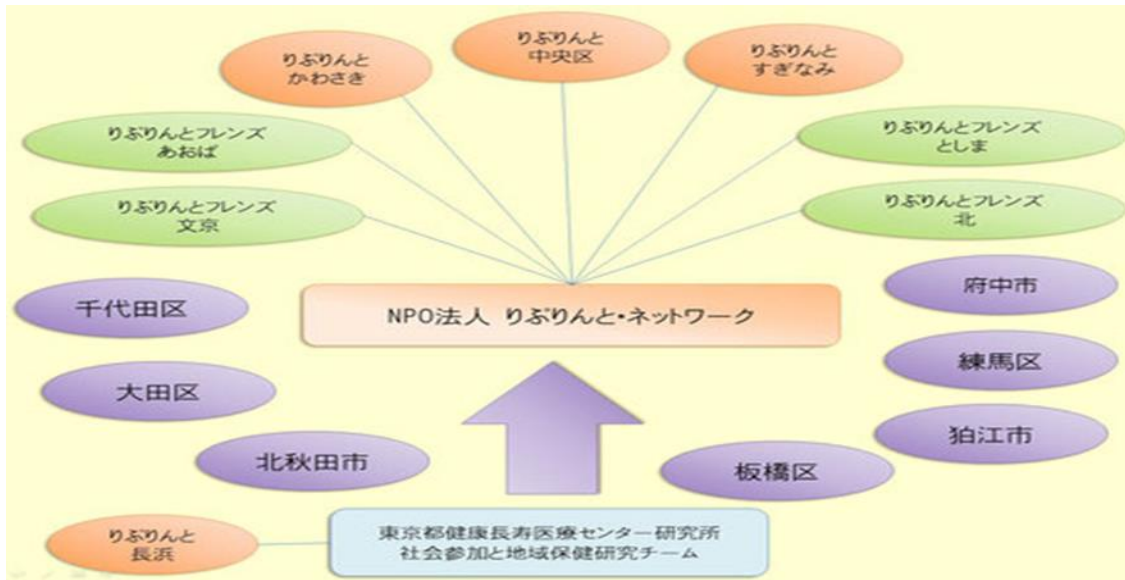 りぷりんと
かわさき
りぷりんと
中央区
りぷりんと
すぎなみ
りぷりんとフレンズ
あおば
りぷりんとフレンズ
としま
りぷりんとフレンズ
文京
りぷりんとフレンズ
北
NPO法人 りぷりんと・ネットワーク
千代田区
府中市
大田区
練馬区
北秋田市
狛江市
板橋区
りぷりんと
長浜
東京都健康長寿医療センター研究所
社会参加と地域保健研究チーム